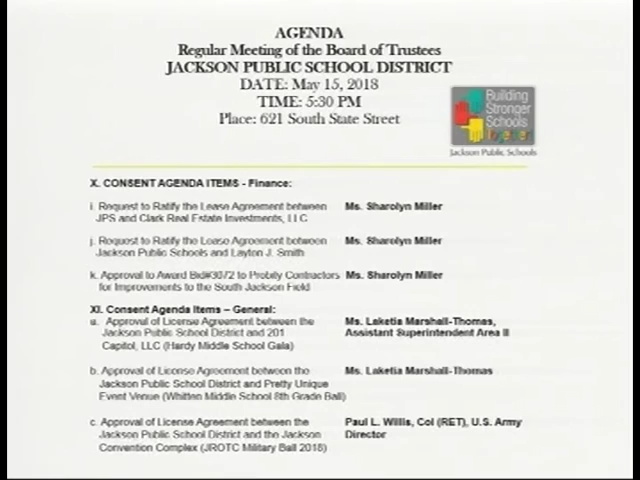 AGENDA
Regular Meeting of the Board of Trustees
JACKSON PUBLIC SCHOOL DISTRICT
DATE: May 15, 2018
TIME: 5:30 PM
Place: 621 South State Street
Building
Stronger
Schools
Together
Jackson Public Schools
X. CONSENT AGENDA ITEMS - Finance:
i. Request to Ratify the Lease Agreement between Ms. Sharolyn Miller
JPS and Clark Real Estate Investments, LLC
j. Request to Ratify the Lease Agreement between Ms. Sharolyn Miller
Jackson Public Schools and Layton J. Smith
k. Approval to Award Bid#3072 to Probity Contractors Ms. Sharolyn Miller
for Improvements to the South Jackson Field
XI. Consent Agenda Items – General:
a. Approval of License Agreement between the Ms. Laketia Marshall-Thomas,
Jackson Public School District and 201 Assistant Superintendent Area II
Capitol, LLC (Hardy Middle School Gala)
b. Approval of License Agreement between the Ms. Laketia Marshall-Thomas
Jackson Public School District and Pretty Unique
Event Venue (Whitten Middle School 8th Grade Ball)
c. Approval of License Agreement between the Paul L. Willis, Col (RET), U.S. Army
Jackson Public School District and the Jackson Director
Convention Complex (JROTC Military Ball 2018)